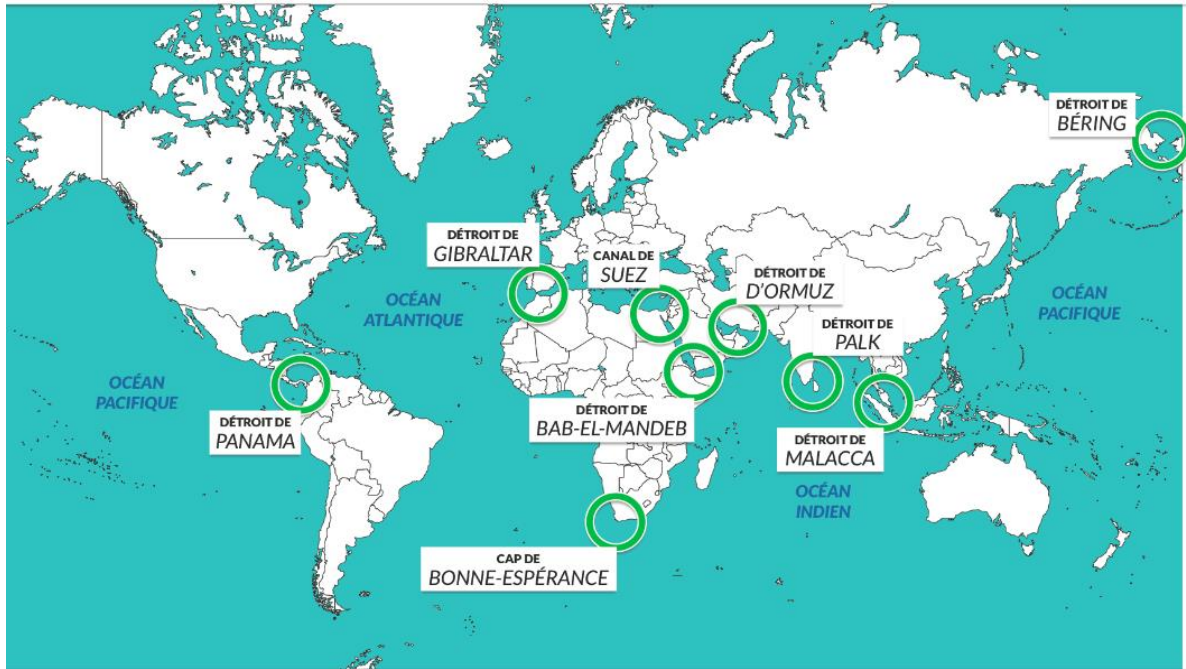 DÉTROIT DE
BÉRING
DÉTROIT DE
GIBRALTAR
CANAL DE
SUEZ
DÉTROIT DE
D'ORMUZ
OCÉAN
ATLANTIQUE
OCÉAN
PACIFIQUE
DÉTROIT DE
PALK
OCÉAN
PACIFIQUE
DÉTROIT DE
PANAMA
DÉTROIT DE
BAB-EL-MANDEB
DÉTROIT DE
MALACCA
OCÉAN
INDIEN
CAP DE
BONNE-ESPÉRANCE